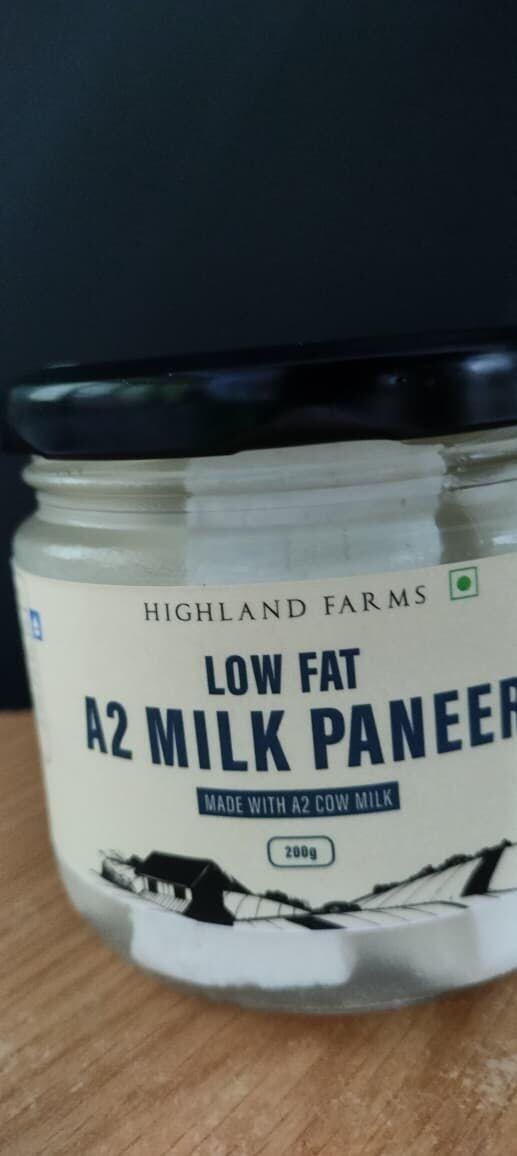 HIGHLAND FARMS
LOW FAT
A2 MILK PANEER
MADE WITH A2 COW MILK
200g